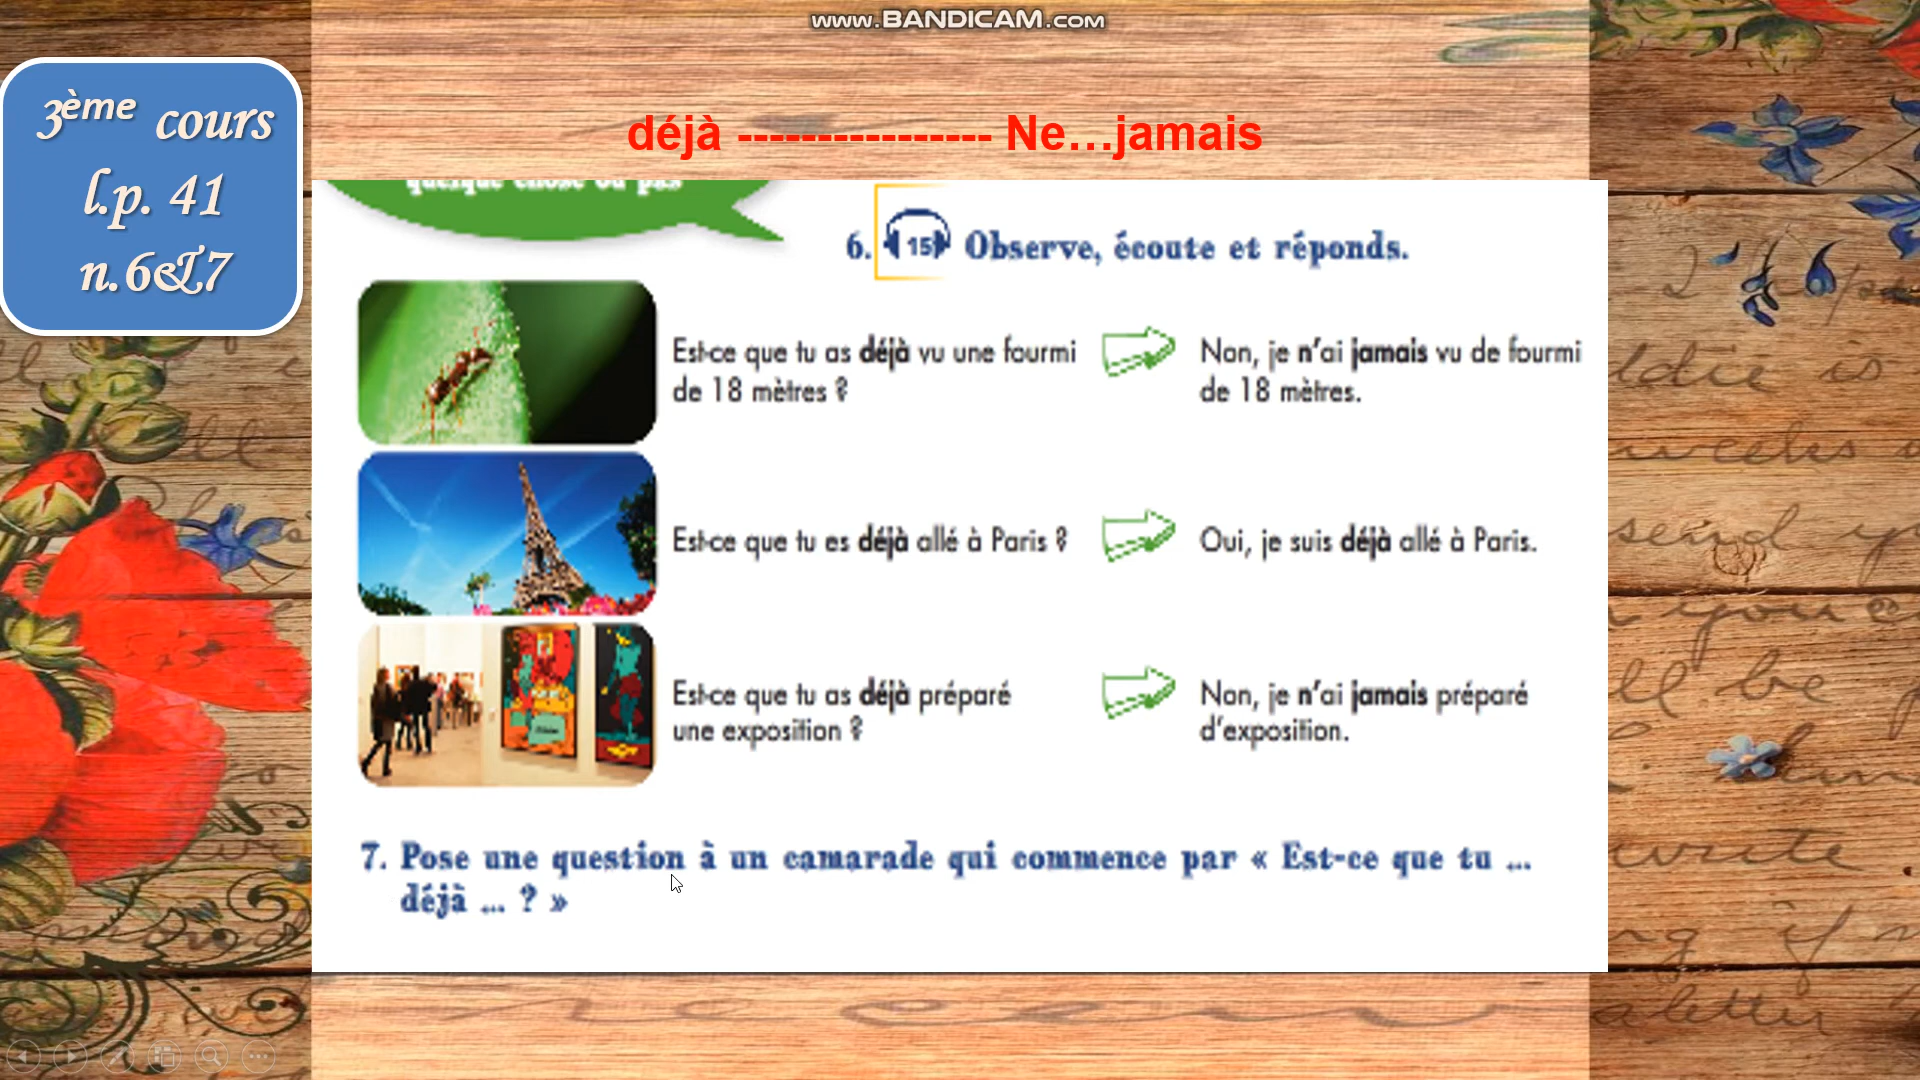 www.BANDICAM.com
3ème cours
l.p. 41
n.6&7
déjà ---------------- Ne...jamais
quelque chose ou pas
6. 15 Observe, écoute et réponds.
Est-ce que tu as déjà vu une fourmi
de 18 mètres ?
Non, je n'ai jamais vu de fourmi
de 18 mètres.
Est-ce que tu es déjà allé à Paris ?
Oui, je suis déjà allé à Paris.
Est-ce que tu as déjà préparé
une exposition ?
Non, je n'ai jamais préparé
d'exposition.
7. Pose une question à un camarade qui commence par « Est-ce que tu ...
déjà ... ? »